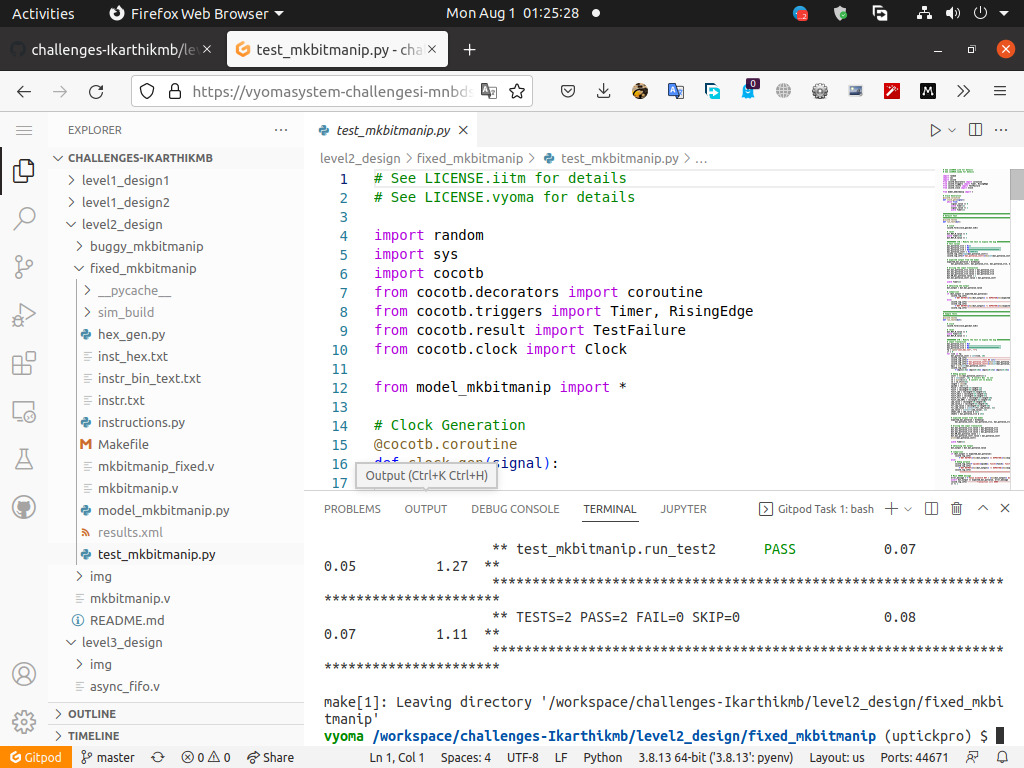 Activities
Firefox Web Browser
Mon Aug 1 01:25:28
challenges-Ikarthikmb/le
test_mkbitmanip.py - cha
https://vyomasystem-challengesi-mnbds
0
M
EXPLORER
CHALLENGES-IKARTHIKMB
level1_design1
level1_design2
level2_design
buggy_mkbitmanip
fixed_mkbitmanip
__pycache__
sim_build
hex_gen.py
inst_hex.txt
instr_bin_text.txt
instr.txt
instructions.py
Makefile
mkbitmanip_fixed.v
mkbitmanip.v
model_mkbitmanip.py
results.xml
test_mkbitmanip.py
img
mkbitmanip.v
README.md
level3_design
img
async_fifo.v
OUTLINE
TIMELINE
test_mkbitmanip.py
level2_design > fixed_mkbitmanip > test_mkbitmanip.py > ...
1 # See LICENSE.iitm for details
2 # See LICENSE.vyoma for details
3
4 import random
5 import sys
6 import cocotb
7 from cocotb.decorators import coroutine
8 from cocotb.triggers import Timer, RisingEdge
9 from cocotb.result import TestFailure
10 from cocotb.clock import Clock
11
12 from model_mkbitmanip import *
13
14 # Clock Generation
15 @cocotb.coroutine
16 def clock_gen(signal):
17
Output (Ctrl+K Ctrl+H)
PROBLEMS OUTPUT DEBUG CONSOLE TERMINAL JUPYTER
Gitpod Task 1: bash
** test_mkbitmanip.run_test2 PASS 0.07
0.05 1.27 **
****************************************************************
**********************
** TESTS=2 PASS=2 FAIL=0 SKIP=0 0.08
0.07 1.11 **
****************************************************************
**********************
make[1]: Leaving directory '/workspace/challenges-Ikarthikmb/level2_design/fixed_mkbi
tmanip'
vyoma /workspace/challenges-Ikarthikmb/level2_design/fixed_mkbitmanip (uptickpro) $
Gitpod master 0 0 Share Ln 1, Col 1 Spaces: 4 UTF-8 LF Python 3.8.13 64-bit ('3.8.13': pyenv) Layout: us Ports: 44671